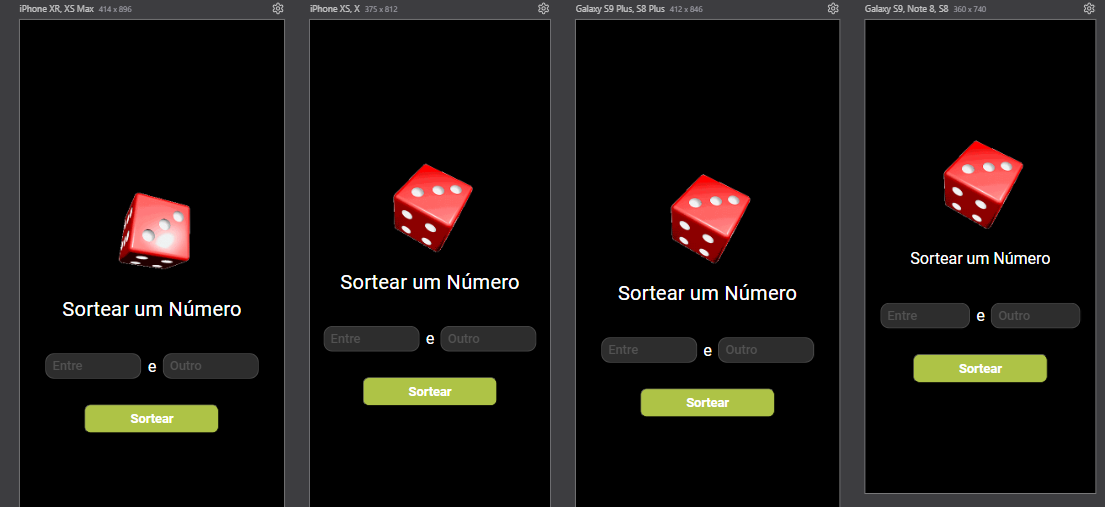 iPhone XR, XS Max 414 x 896
Sortear um Número
Entre e Outro
Sortear
iPhone XS, X 375 x 812
Sortear um Número
Entre e Outro
Sortear
Galaxy S9 Plus, S8 Plus 412 x 846
Sortear um Número
Entre e Outro
Sortear
Galaxy S9, Note 8, S8 360 x 740
Sortear um Número
Entre e Outro
Sortear